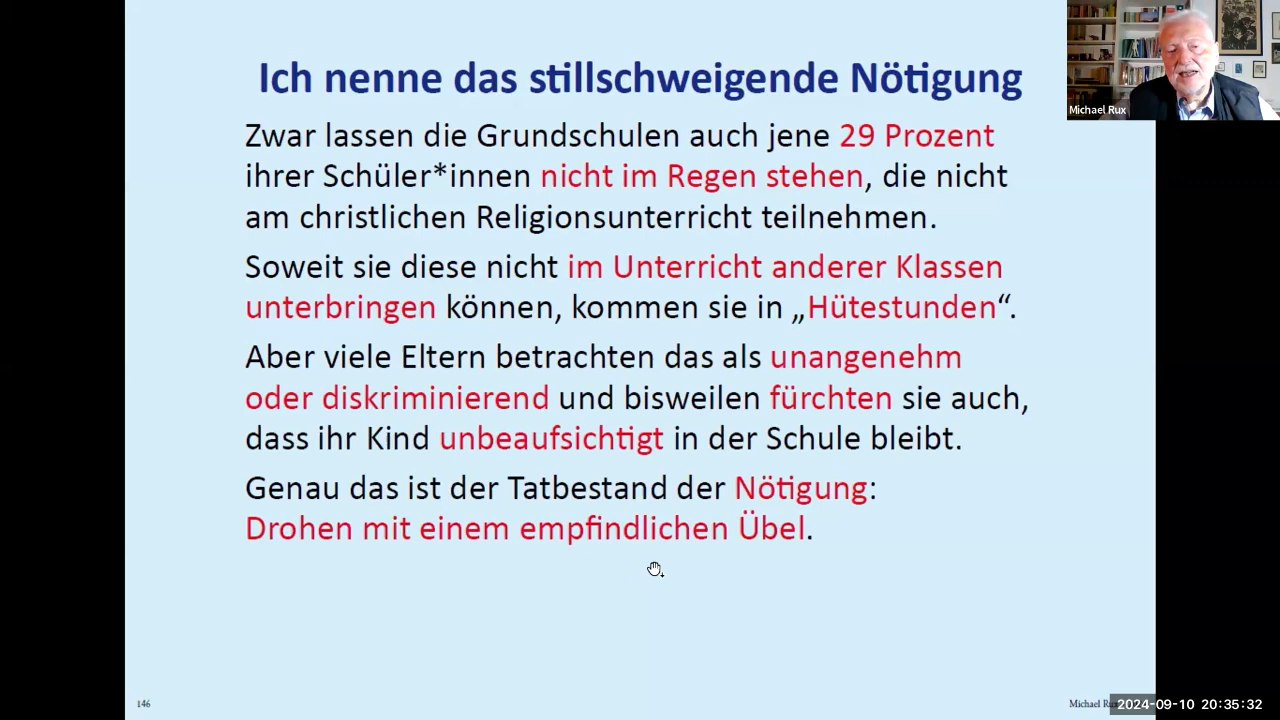 Ich nenne das stillschweigende Nötigung
Zwar lassen die Grundschulen auch jene 29 Prozent
ihrer Schüler*innen nicht im Regen stehen, die nicht
am christlichen Religionsunterricht teilnehmen.
Soweit sie diese nicht im Unterricht anderer Klassen
unterbringen können, kommen sie in „Hütestunden“.
Aber viele Eltern betrachten das als unangenehm
oder diskriminierend und bisweilen fürchten sie auch,
dass ihr Kind unbeaufsichtigt in der Schule bleibt.
Genau das ist der Tatbestand der Nötigung:
Drohen mit einem empfindlichen Übel.
Michael Rux
146
Michael
2024-09-10 20:35:32